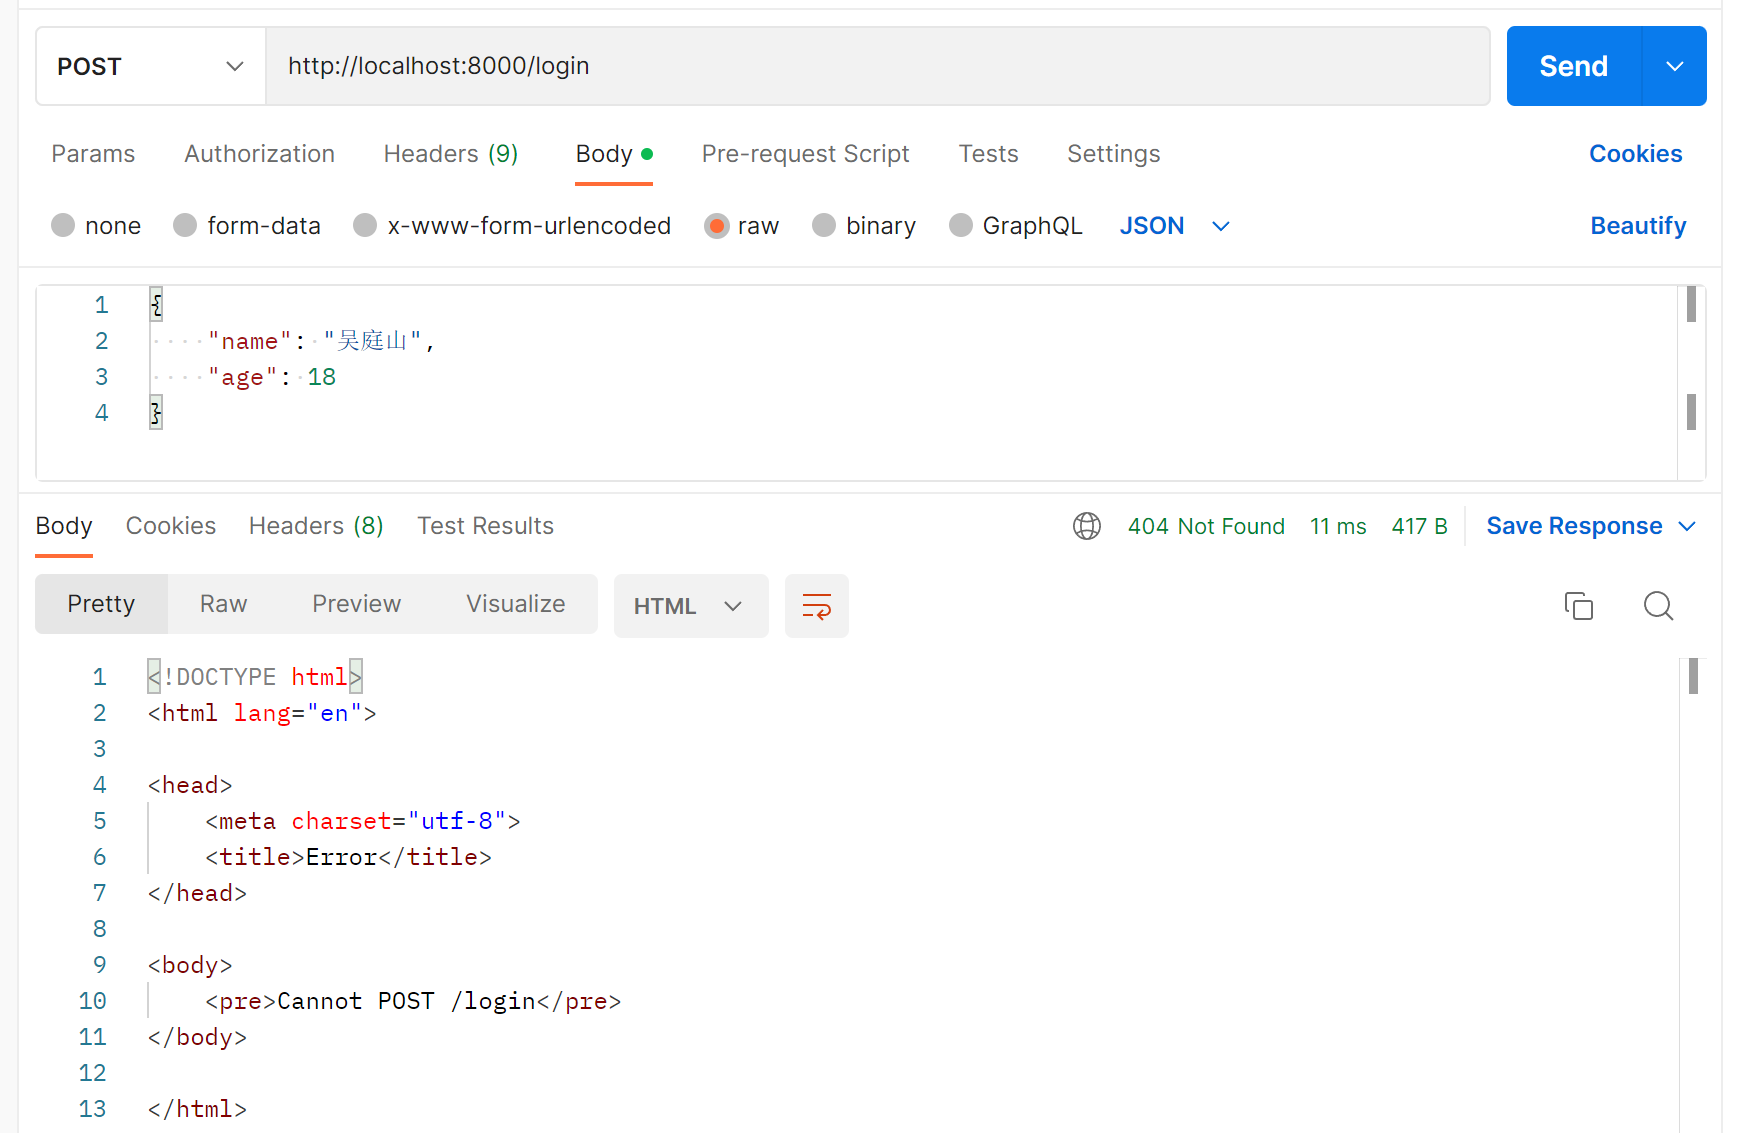 POST http://localhost:8000/login Send
Params Authorization Headers (9) Body Pre-request Script Tests Settings Cookies
none form-data x-www-form-urlencoded raw binary GraphQL JSON Beautify
1 {
2 "name": "吴庭山",
3 "age": 18
4 }
Body Cookies Headers (8) Test Results 404 Not Found 11 ms 417 B Save Response
Pretty Raw Preview Visualize HTML
1 <!DOCTYPE html>
2 <html lang="en">
3
4 <head>
5 <meta charset="utf-8">
6 <title>Error</title>
7 </head>
8
9 <body>
10 <pre>Cannot POST /login</pre>
11 </body>
12
13 </html>